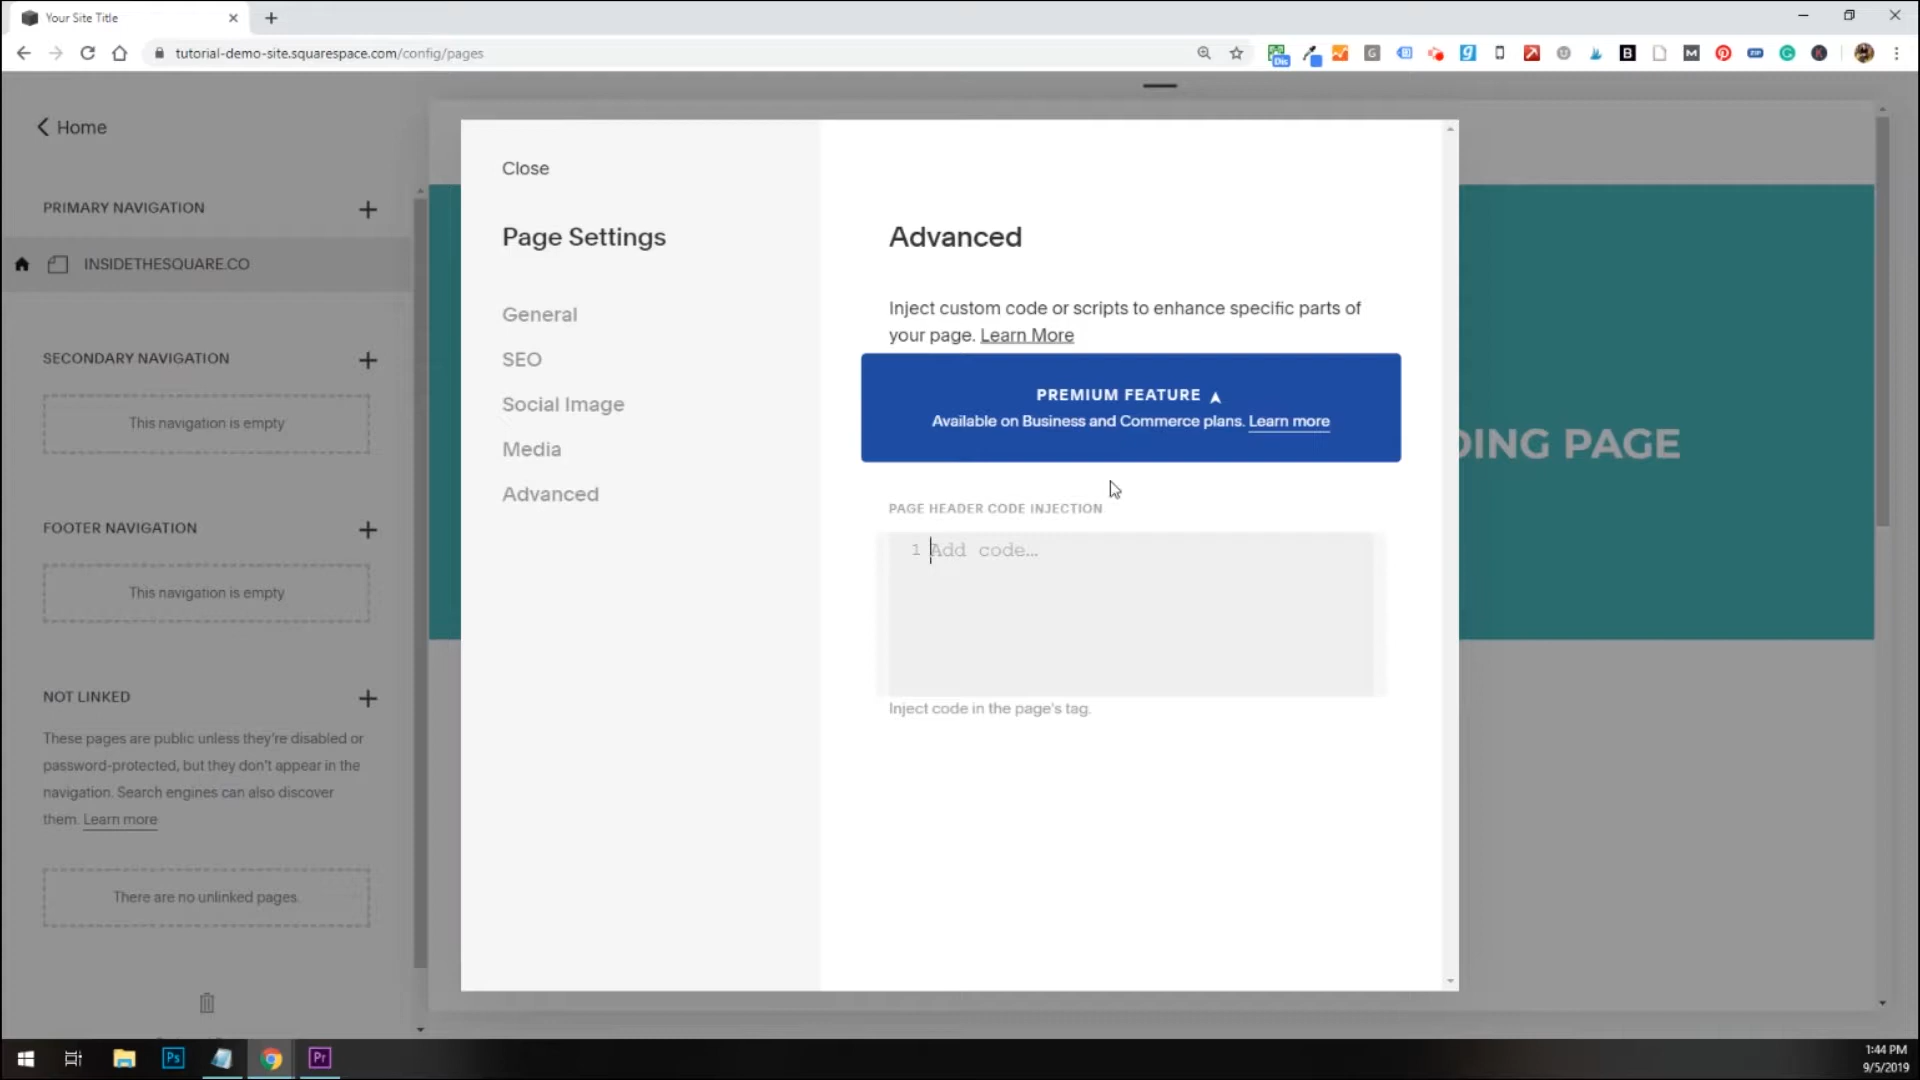 Your Site Title
tutorial-demo-site.squarespace.com/config/pages
Home
PRIMARY NAVIGATION
INSIDETHESQUARE.CO
SECONDARY NAVIGATION
This navigation is empty
FOOTER NAVIGATION
This navigation is empty
NOT LINKED
These pages are public unless they're disabled or
password-protected, but they don't appear in the
navigation. Search engines can also discover
them. Learn more
There are no unlinked pages.
Close
Page Settings
General
SEO
Social Image
Media
Advanced
Advanced
Inject custom code or scripts to enhance specific parts of
your page. Learn More
PREMIUM FEATURE
Available on Business and Commerce plans. Learn more
PAGE HEADER CODE INJECTION
1 Add code...
Inject code in the page's tag.
DING PAGE
Ps
Pr
1:44 PM
9/5/2019